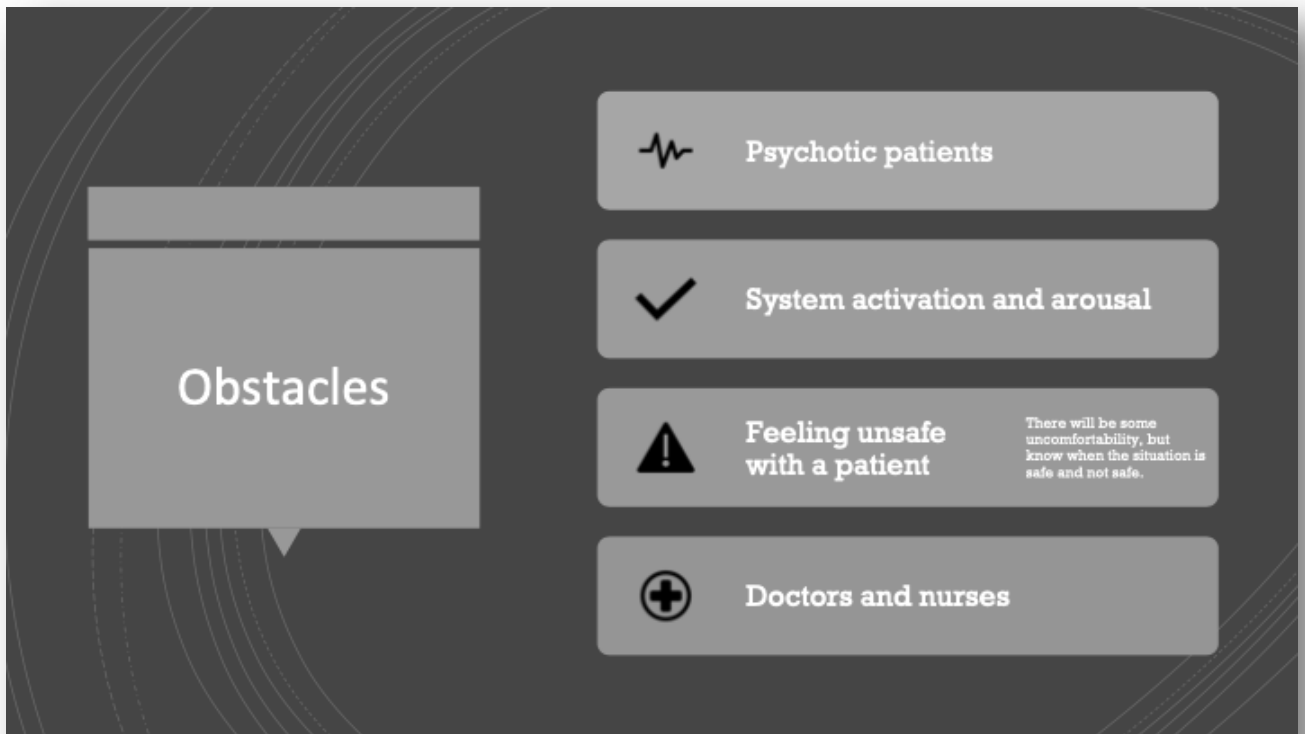 Obstacles
Psychotic patients
System activation and arousal
Feeling unsafe
with a patient
There will be some
uncomfortability, but
know when the situation is
safe and not safe.
Doctors and nurses